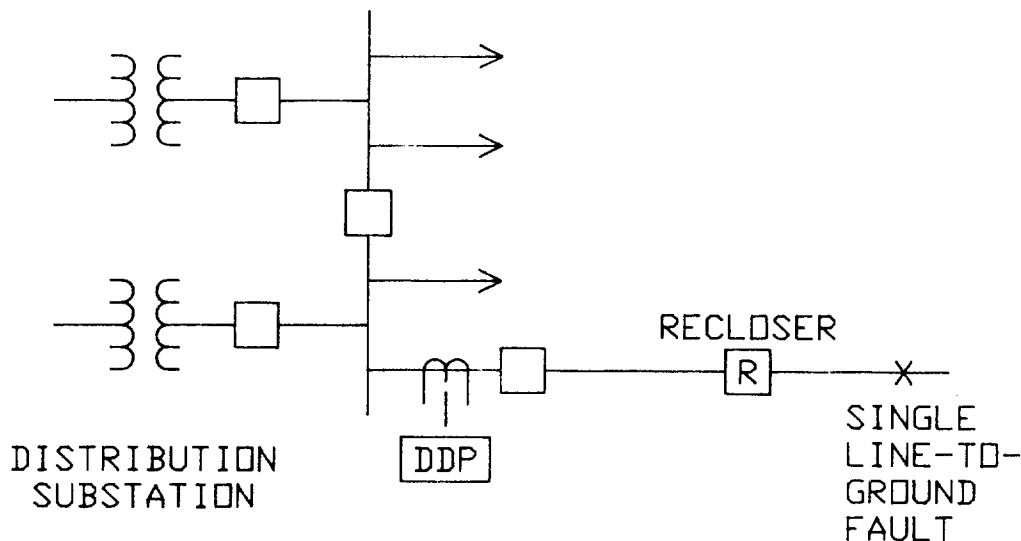 RECLOSER
R
DDP
DISTRIBUTION
SUBSTATION
SINGLE
LINE-TO-
GROUND
FAULT